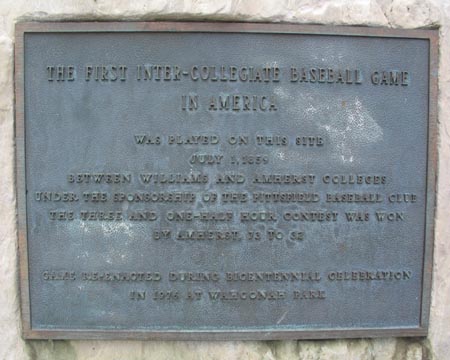 THE FIRST INTER-COLLEGIATE BASEBALL GAME
IN AMERICA
WAS PLAYED ON THIS SITE
JULY 1, 1859
BETWEEN WILLIAMS AND AMHERST COLLEGES
UNDER THE SPONSORSHIP OF THE PITTSFIELD BASEBALL CLUB
THE THREE AND ONE-HALF HOUR CONTEST WAS WON
BY AMHERST, 73 TO 32
GAME RE-ENACTED DURING BICENTENNIAL CELEBRATION
IN 1976 AT WAHCONAH PARK